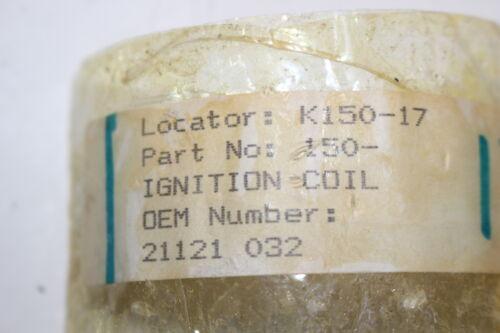 Locator: K150-17
Part No: 150-
IGNITION COIL
OEM Number:
21121 032